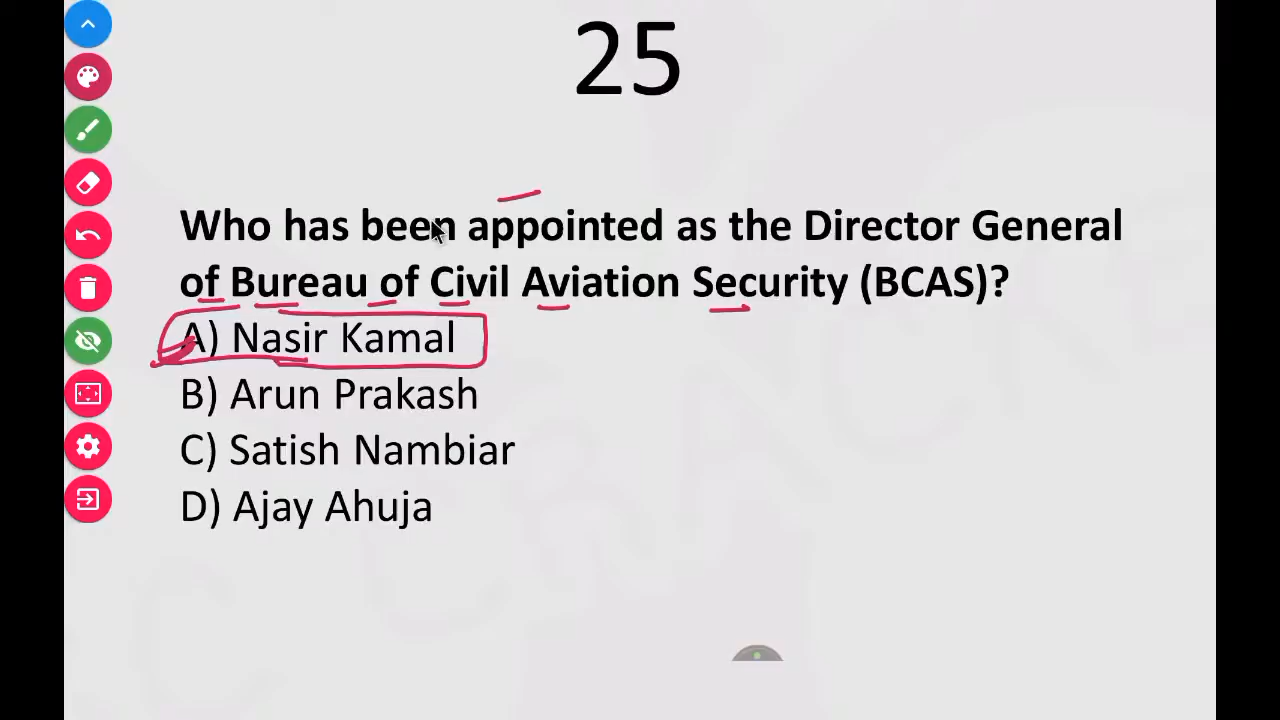 25
Who has been appointed as the Director General
of Bureau of Civil Aviation Security (BCAS)?
A) Nasir Kamal
B) Arun Prakash
C) Satish Nambiar
D) Ajay Ahuja